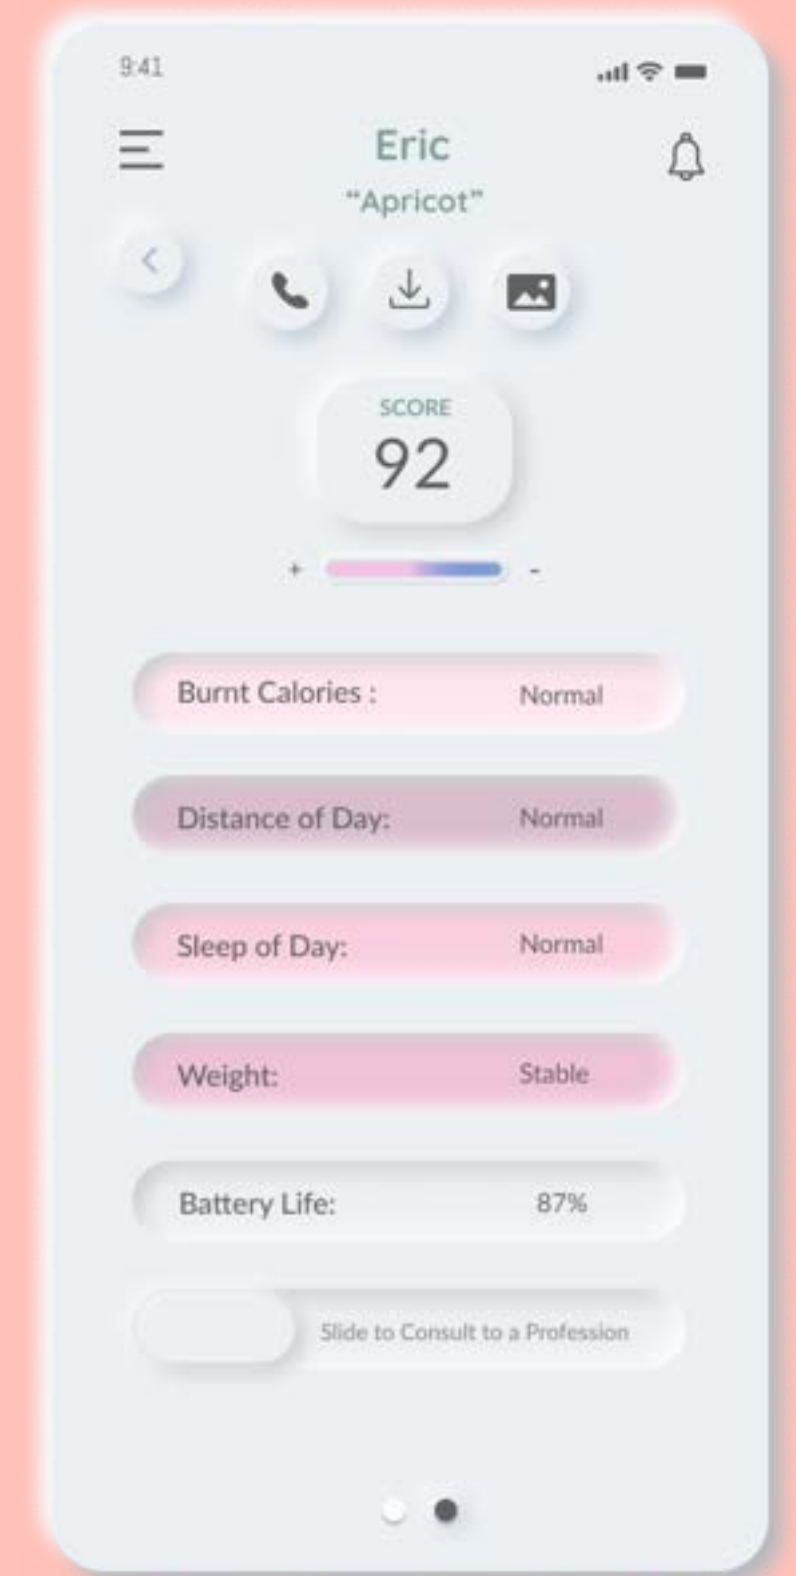 9:41
Eric
“Apricot”
SCORE
92
+ -
Burnt Calories : Normal
Distance of Day: Normal
Sleep of Day: Normal
Weight: Stable
Battery Life: 87%
Slide to Consult to a Profession